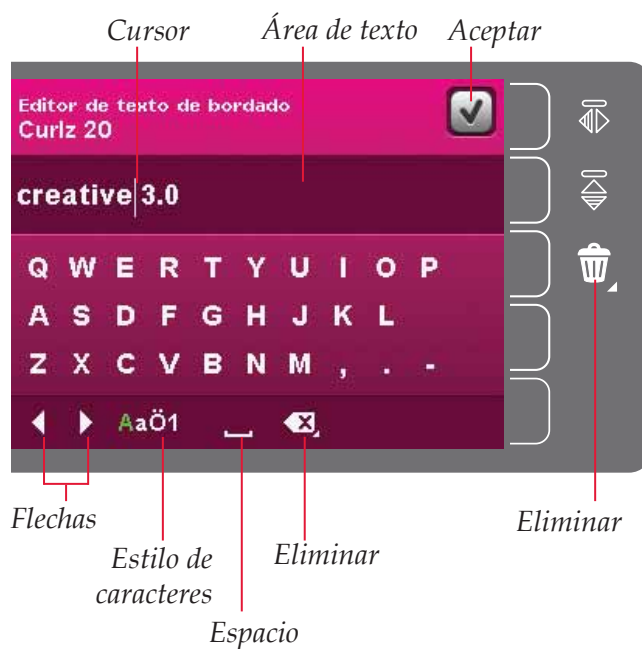 Cursor Área de texto Aceptar
Editor de texto de bordado
Curlz 20
creative 3.0
Q W E R T Y U I O P
A S D F G H J K L
Z X C V B N M , . -
AaÖ1
Flechas
Eliminar
Estilo de
caracteres
Eliminar
Espacio